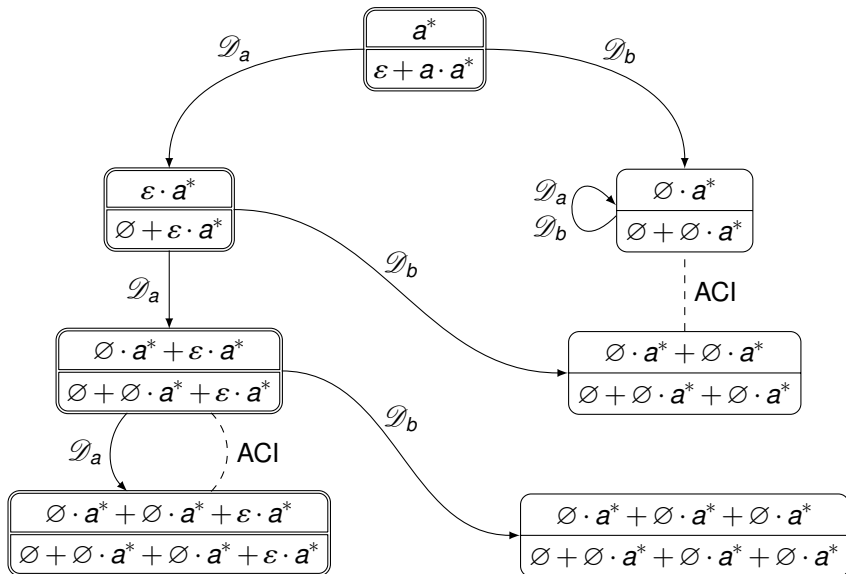 a*
𝒟a
𝒟b
ε + a · a*
ε · a*
∅ · a*
𝒟a
∅ + ε · a*
𝒟b
∅ + ∅ · a*
𝒟b
𝒟a
ACI
∅ · a* + ε · a*
∅ · a* + ∅ · a*
∅ + ∅ · a* + ε · a*
∅ + ∅ · a* + ∅ · a*
𝒟b
𝒟a
ACI
∅ · a* + ∅ · a* + ε · a*
∅ · a* + ∅ · a* + ∅ · a*
∅ + ∅ · a* + ∅ · a* + ε · a*
∅ + ∅ · a* + ∅ · a* + ∅ · a*